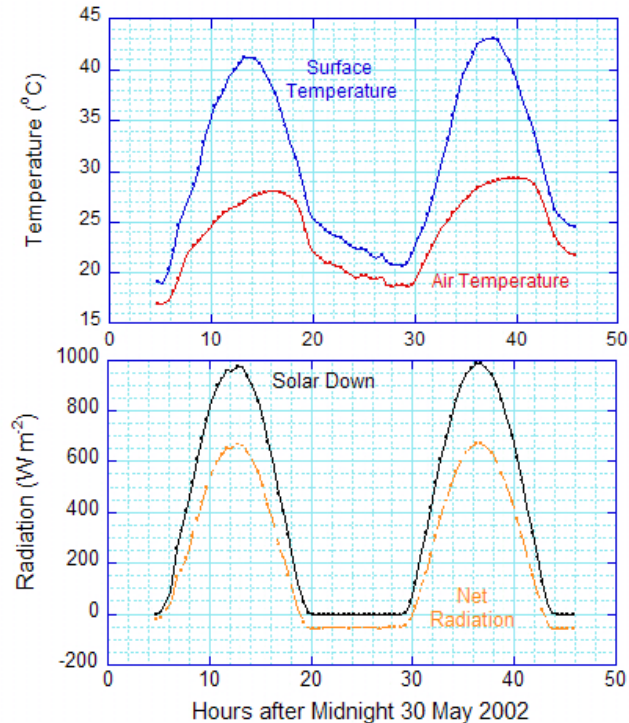 45
40
35
30
25
20
15
Temperature (°C)
Surface
Temperature
Air Temperature
0
10
20
30
40
50
1000
800
600
400
200
0
-200
Radiation (W m-2)
Solar Down
Net
Radiation
0
10
20
30
40
50
Hours after Midnight 30 May 2002